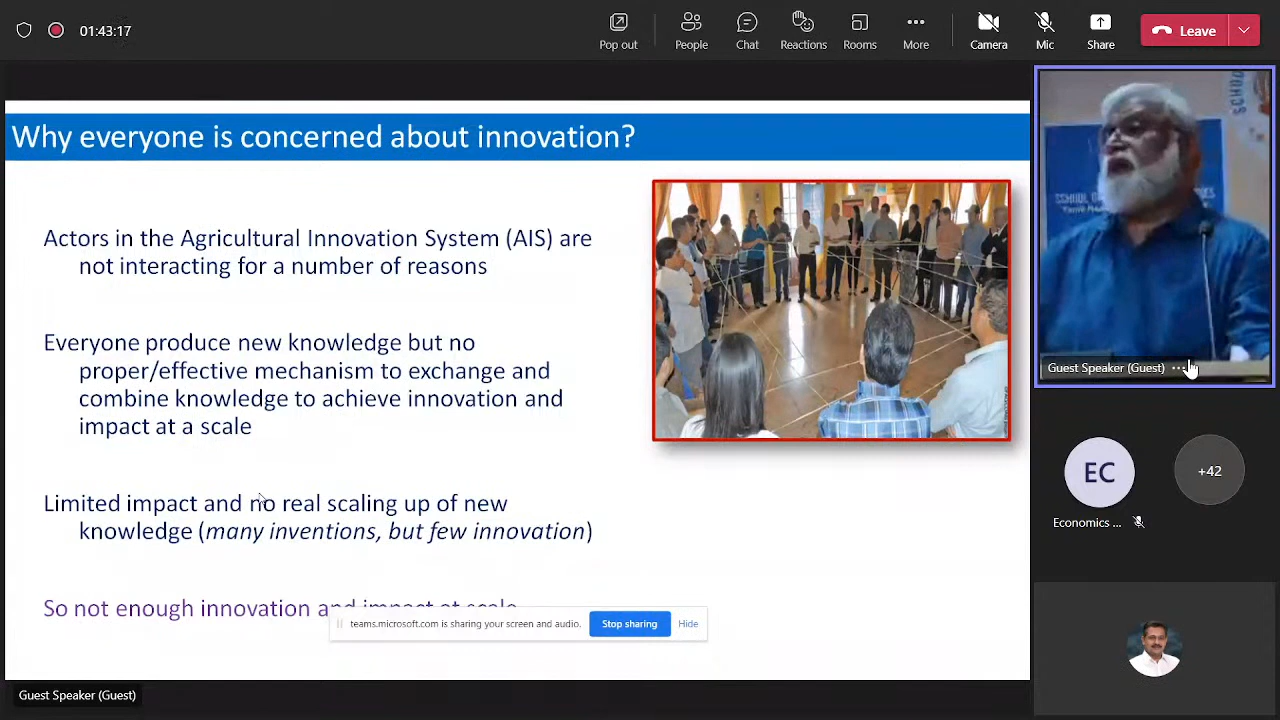 01:43:17
Pop out
People
Chat
Reactions
Rooms
More
Camera
Mic
Share
Leave
Why everyone is concerned about innovation?
Actors in the Agricultural Innovation System (AIS) are
not interacting for a number of reasons
Everyone produce new knowledge but no
proper/effective mechanism to exchange and
combine knowledge to achieve innovation and
impact at a scale
Limited impact and no real scaling up of new
knowledge (many inventions, but few innovation)
So not enough innovation and impact at scale
teams.microsoft.com is sharing your screen and audio.
Stop sharing
Hide
Guest Speaker (Guest)
SCHOOL
Guest Speaker (Guest)
EC
+42
Economics ...